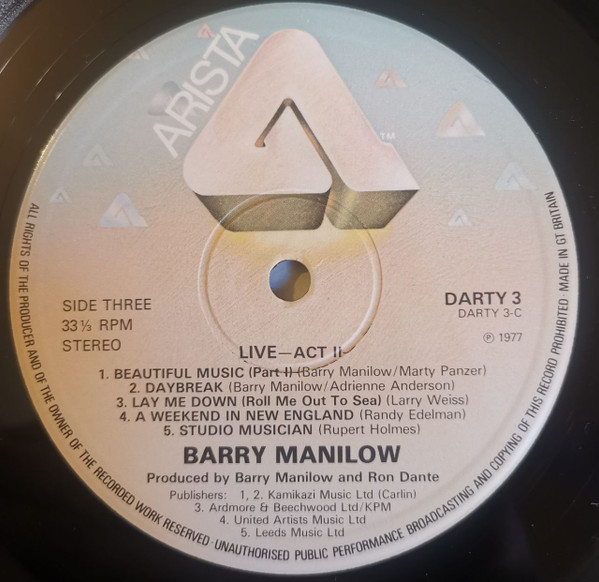 ARISTA
TM
SIDE THREE
33⅓ RPM
STEREO
DARTY 3
DARTY 3-C
℗ 1977
LIVE—ACT II
1. BEAUTIFUL MUSIC (Part I) (Barry Manilow/Marty Panzer)
2. DAYBREAK (Barry Manilow/Adrienne Anderson)
3. LAY ME DOWN (Roll Me Out To Sea) (Larry Weiss)
4. A WEEKEND IN NEW ENGLAND (Randy Edelman)
5. STUDIO MUSICIAN (Rupert Holmes)
BARRY MANILOW
Produced by Barry Manilow and Ron Dante
Publishers: 1, 2. Kamikazi Music Ltd (Carlin)
3. Ardmore & Beechwood Ltd/KPM
4. United Artists Music Ltd
5. Leeds Music Ltd
ALL RIGHTS OF THE PRODUCER AND OF THE OWNER OF THE RECORDED WORK RESERVED · UNAUTHORISED PUBLIC PERFORMANCE BROADCASTING AND COPYING OF THIS RECORD PROHIBITED · MADE IN GT BRITAIN